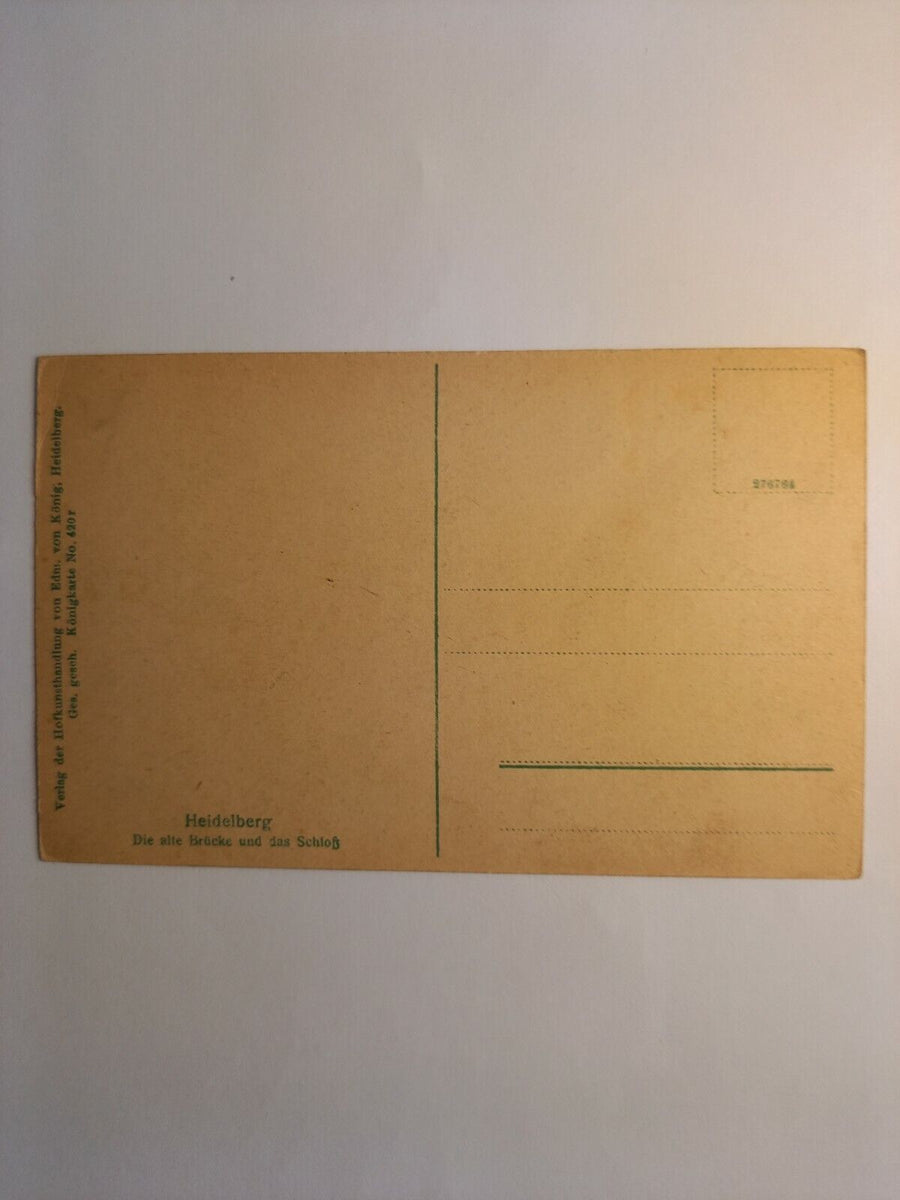 Verlag der Hofkunsthandlung von Edm. von König, Heidelberg.
Ges. gesch. Königkarte No. 420 r
276784
Heidelberg
Die alte Brücke und das Schloß